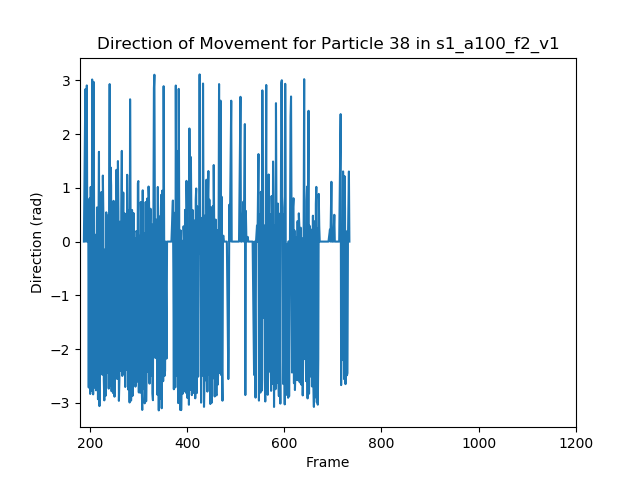 Direction of Movement for Particle 38 in s1_a100_f2_v1
Direction (rad)
3
2
1
0
−1
−2
−3
200 400 600 800 1000 1200
Frame